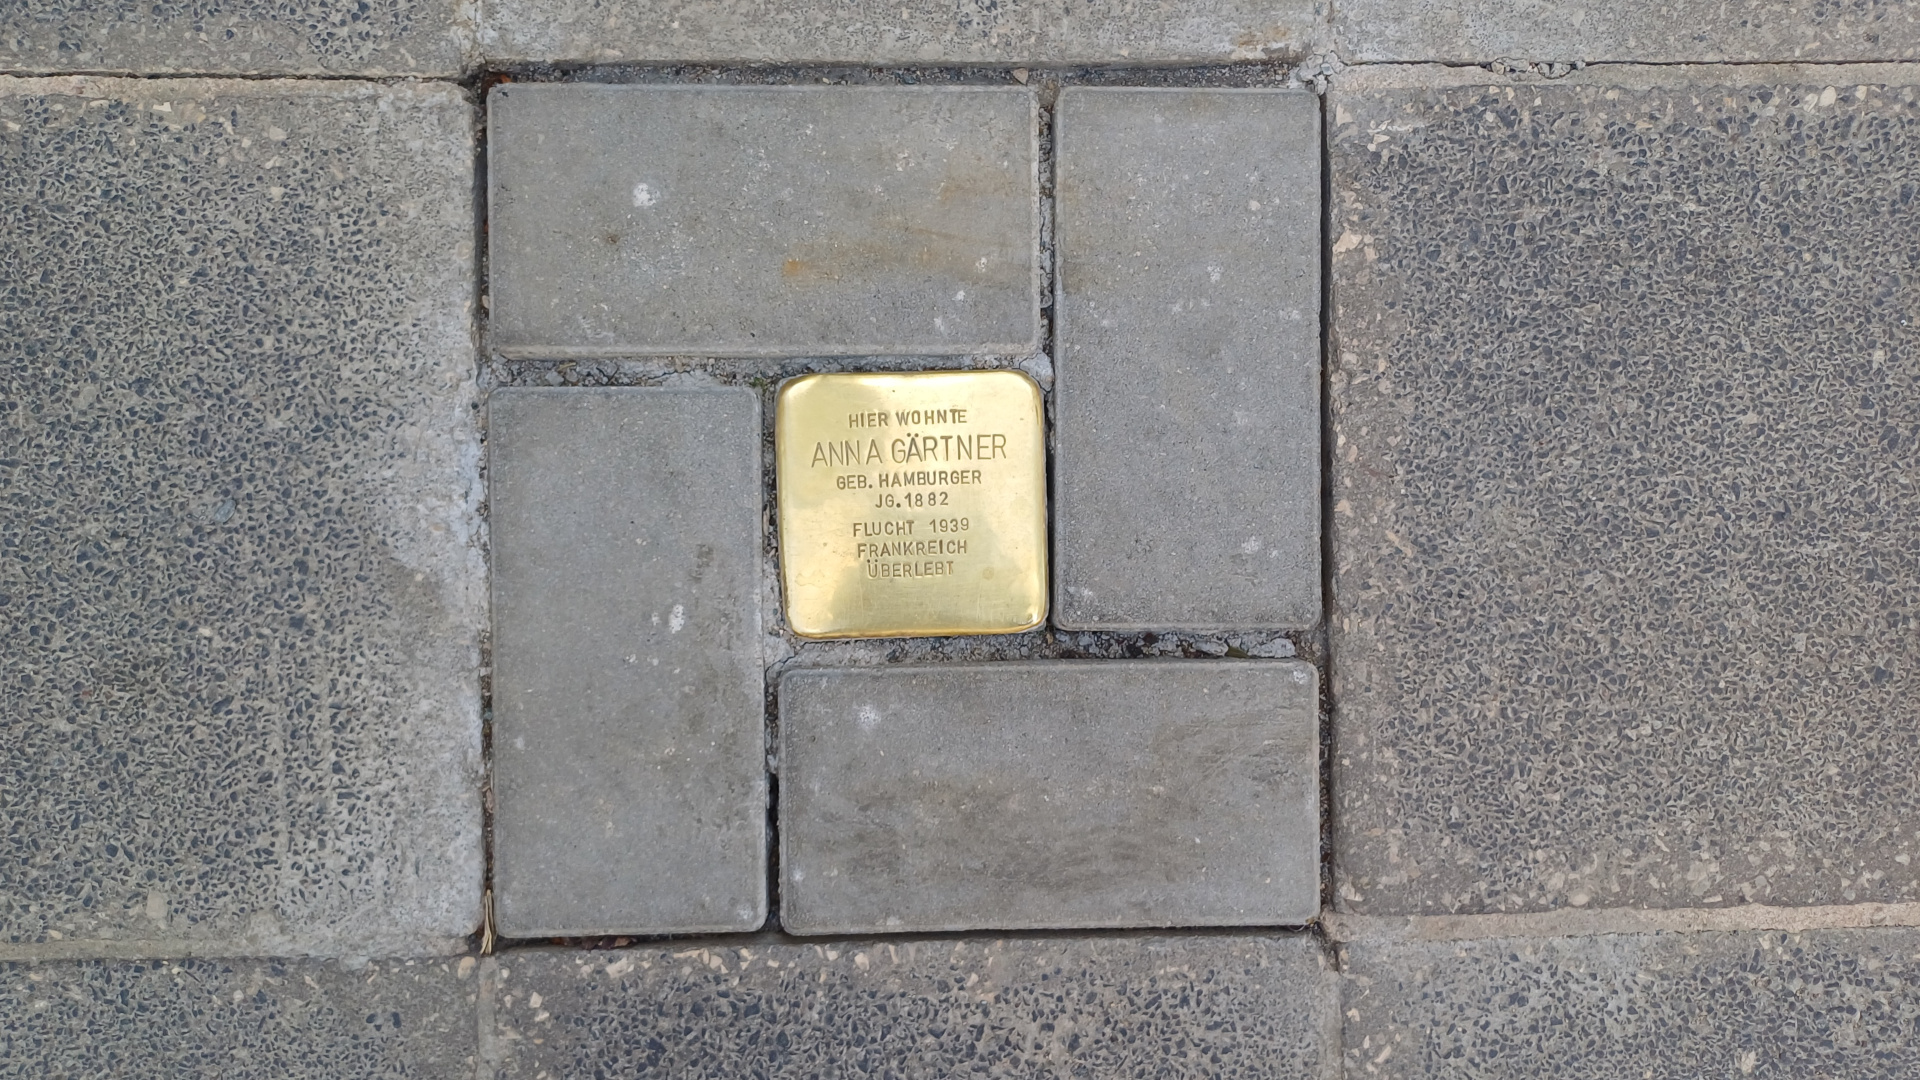 HIER WOHNTE
ANNA GÄRTNER
GEB. HAMBURGER
JG. 1882
FLUCHT 1939
FRANKREICH
ÜBERLEBT